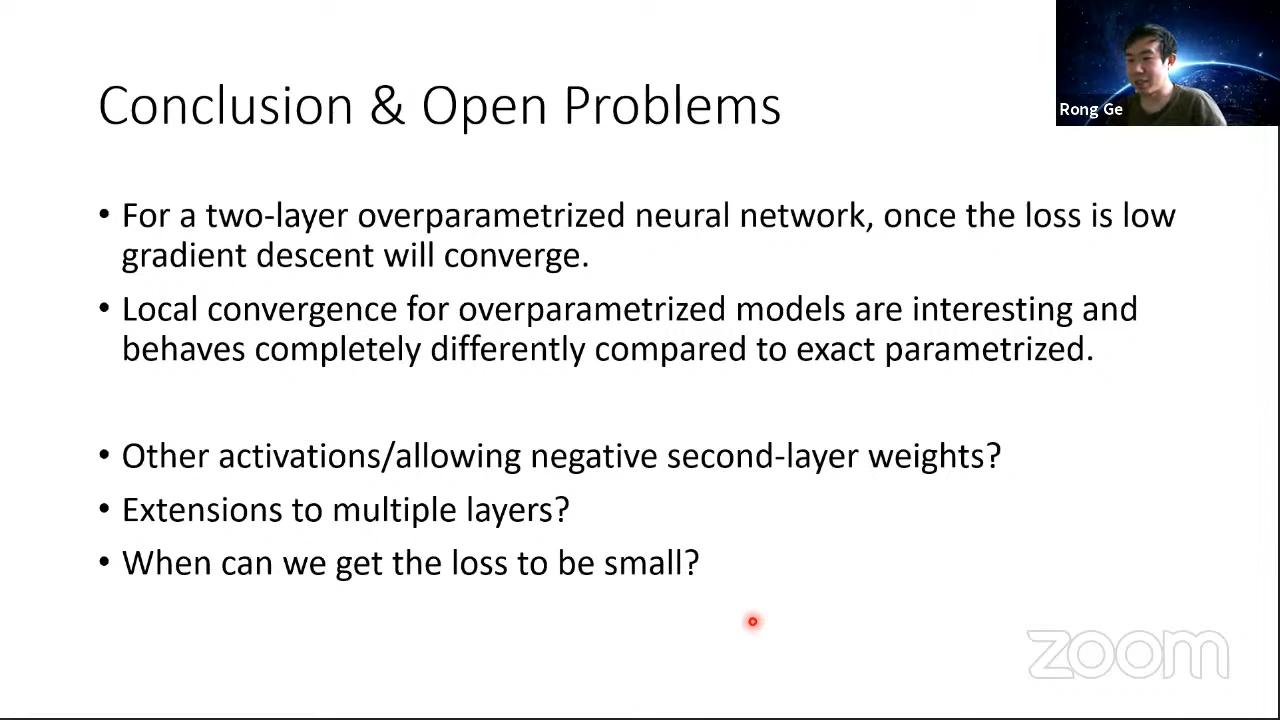 Conclusion & Open Problems
Rong Ge
• For a two-layer overparametrized neural network, once the loss is low
gradient descent will converge.
• Local convergence for overparametrized models are interesting and
behaves completely differently compared to exact parametrized.
• Other activations/allowing negative second-layer weights?
• Extensions to multiple layers?
• When can we get the loss to be small?
zoom